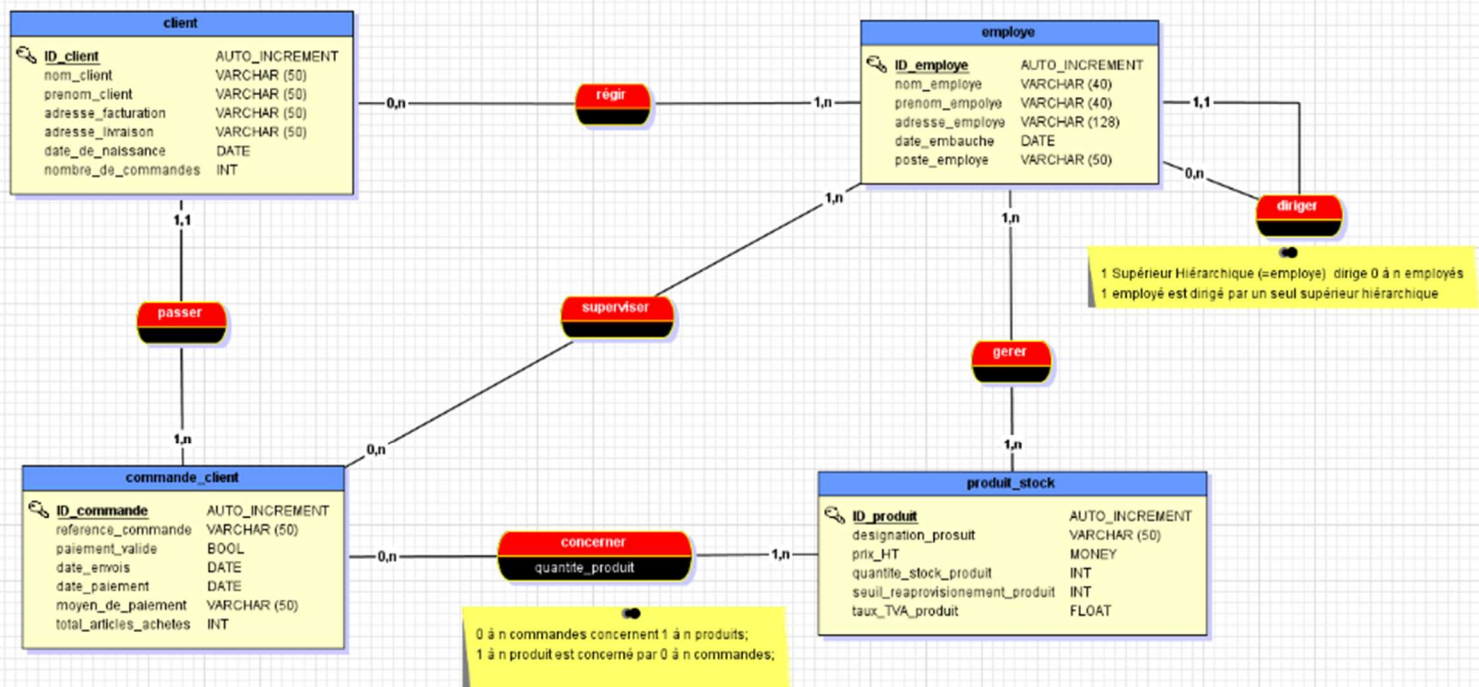 client
ID_client AUTO_INCREMENT
nom_client VARCHAR (50)
prenom_client VARCHAR (50)
adresse_facturation VARCHAR (50)
adresse_livraison VARCHAR (50)
date_de_naissance DATE
nombre_de_commandes INT
0,n
régir
1,n
employe
ID_employe AUTO_INCREMENT
nom_employe VARCHAR (40)
prenom_empolye VARCHAR (40)
adresse_employe VARCHAR (128)
date_embauche DATE
poste_employe VARCHAR (50)
1,1
0,n
diriger
1 Supérieur Hiérarchique (=employe) dirige 0 à n employés
1 employé est dirigé par un seul supérieur hiérarchique
1,1
passer
1,n
1,n
superviser
0,n
1,n
gerer
1,n
commande_client
ID_commande AUTO_INCREMENT
reference_commande VARCHAR (50)
paiement_valide BOOL
date_envois DATE
date_paiement DATE
moyen_de_paiement VARCHAR (50)
total_articles_achetes INT
0,n
concerner
quantite_produit
1,n
produit_stock
ID_produit AUTO_INCREMENT
designation_prosuit VARCHAR (50)
prix_HT MONEY
quantite_stock_produit INT
seuil_reaprovisionement_produit INT
taux_TVA_produit FLOAT
0 à n commandes concernent 1 à n produits;
1 à n produit est concerné par 0 à n commandes;